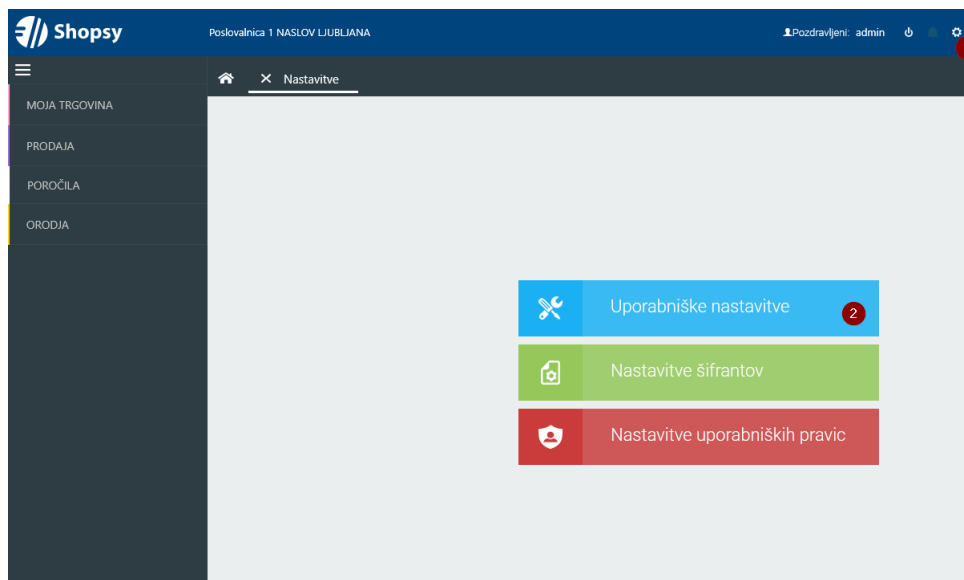 Shopsy
Poslovalnica 1 NASLOV LJUBLJANA
Pozdravljeni: admin
Nastavitve
MOJA TRGOVINA
PRODAJA
POROČILA
ORODJA
Uporabniške nastavitve
2
Nastavitve šifrantov
Nastavitve uporabniških pravic